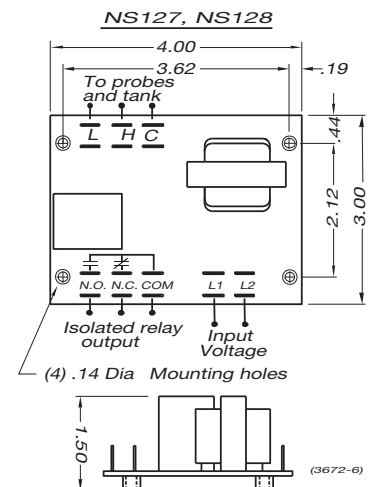 NS127, NS128
4.00
3.62
.19
To probes
and tank
L H C
.44
2.12
3.00
N.O. N.C. COM L1 L2
Isolated relay
output
Input
Voltage
(4) .14 Dia Mounting holes
1.50
(3672-6)